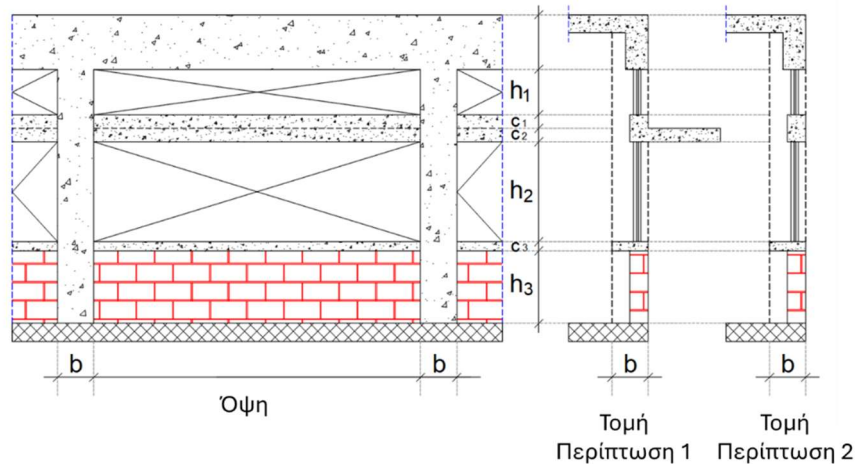 h₁
c₁
c₂
h₂
c₃
h₃
b
b
b
b
Όψη
Τομή
Περίπτωση 1
Τομή
Περίπτωση 2